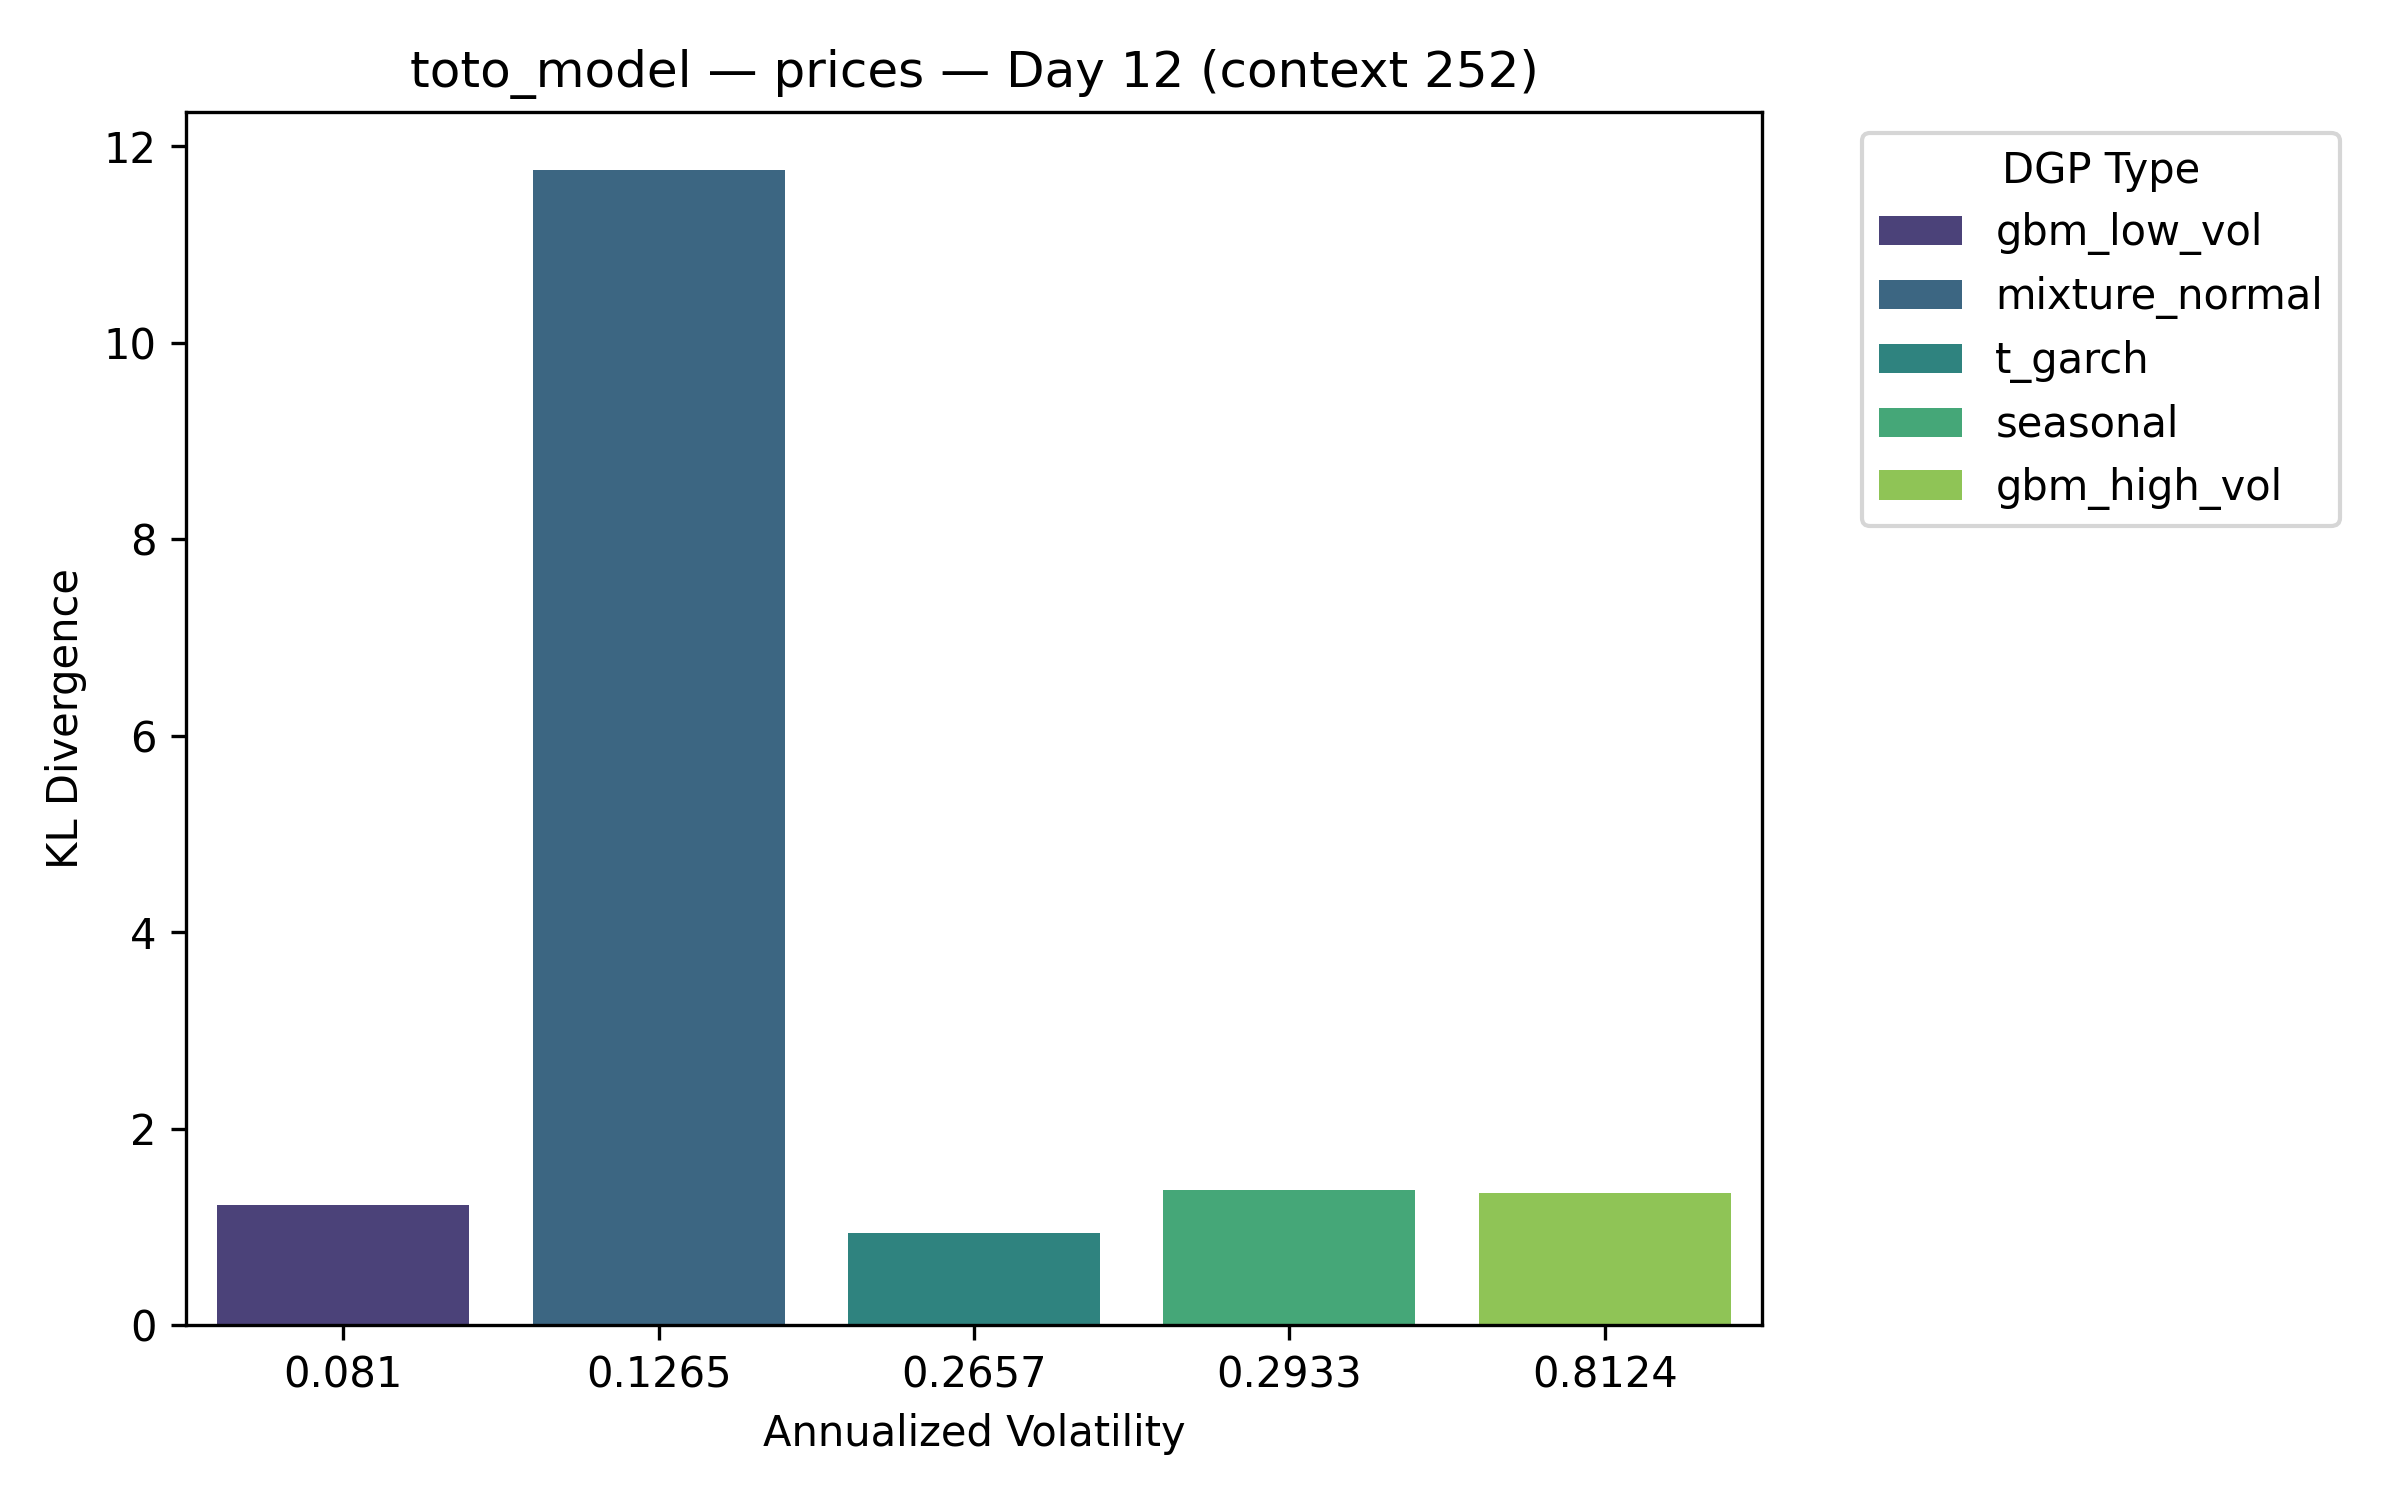 toto_model — prices — Day 12 (context 252)
12
10
8
6
4
2
0
KL Divergence
0.081
0.1265
0.2657
0.2933
0.8124
Annualized Volatility
DGP Type
gbm_low_vol
mixture_normal
t_garch
seasonal
gbm_high_vol